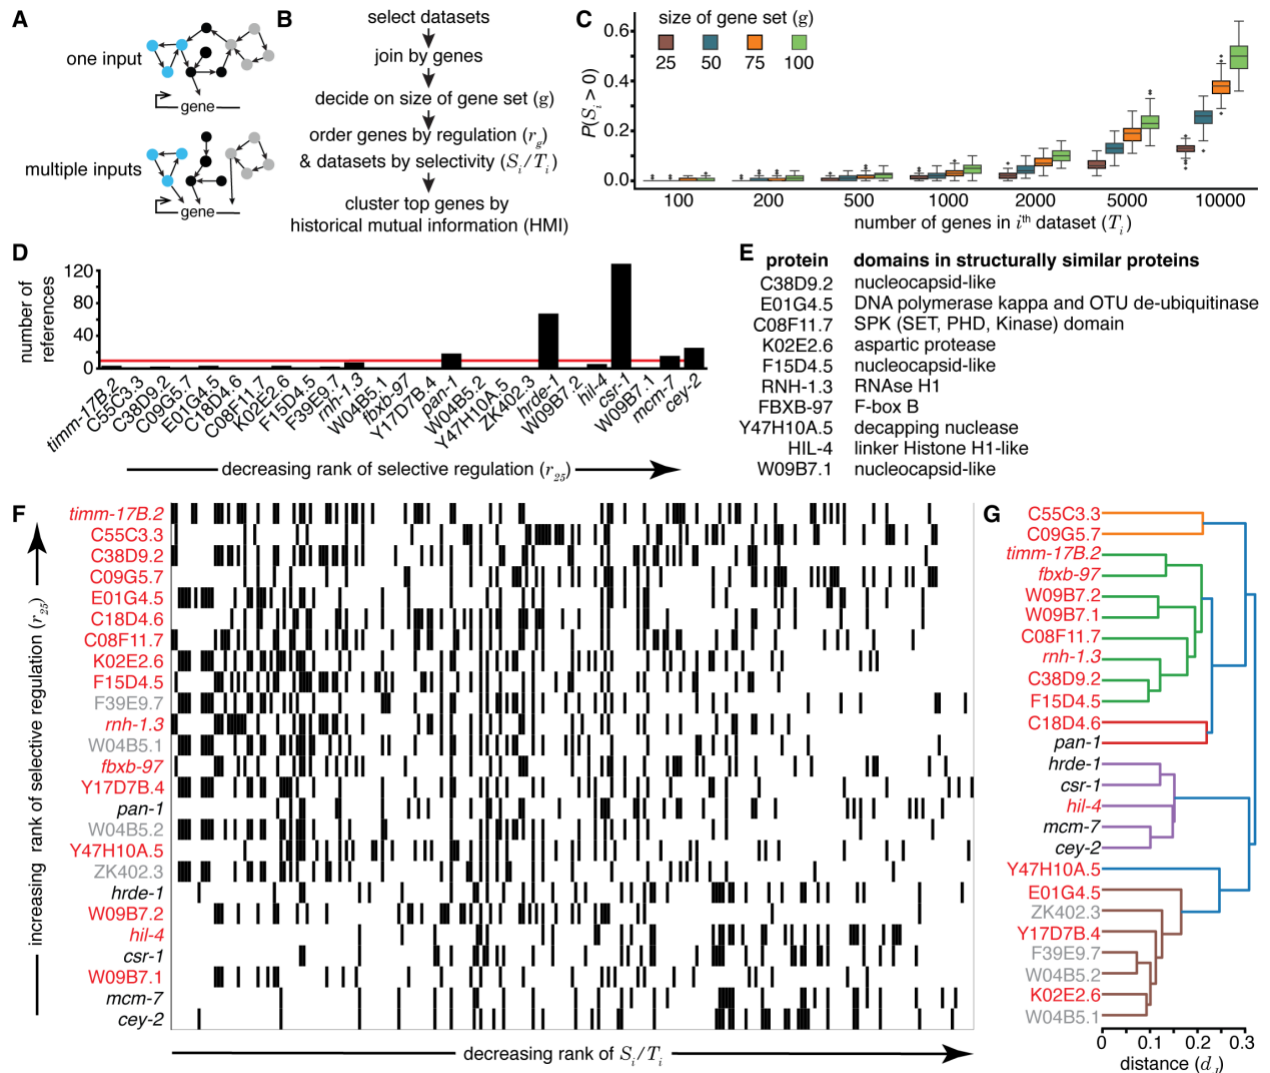 A
one input
gene
multiple inputs
gene
B
select datasets
join by genes
decide on size of gene set (g)
order genes by regulation (r_g)
& datasets by selectivity (S_i/T_i)
cluster top genes by
historical mutual information (HMI)
C
size of gene set (g)
25 50 75 100
P(S_i > 0)
0.6
0.4
0.2
0.0
100 200 500 1000 2000 5000 10000
number of genes in i^th dataset (T_i)
D
number of
references
120
80
40
0
timm-17B.2
C55C3.3
C38D9.2
C09G5.7
E01G4.5
C18D4.6
C08F11.7
K02E2.6
F15D4.5
F39E9.7
rnh-1.3
W04B5.1
fbxb-97
Y17D7B.4
pan-1
W04B5.2
Y47H10A.5
ZK402.3
hrde-1
W09B7.2
hil-4
csr-1
W09B7.1
mcm-7
cey-2
decreasing rank of selective regulation (r_25)
E
protein domains in structurally similar proteins
C38D9.2 nucleocapsid-like
E01G4.5 DNA polymerase kappa and OTU de-ubiquitinase
C08F11.7 SPK (SET, PHD, Kinase) domain
K02E2.6 aspartic protease
F15D4.5 nucleocapsid-like
RNH-1.3 RNAse H1
FBXB-97 F-box B
Y47H10A.5 decapping nuclease
HIL-4 linker Histone H1-like
W09B7.1 nucleocapsid-like
F
increasing rank of selective regulation (r_25)
timm-17B.2
C55C3.3
C38D9.2
C09G5.7
E01G4.5
C18D4.6
C08F11.7
K02E2.6
F15D4.5
F39E9.7
rnh-1.3
W04B5.1
fbxb-97
Y17D7B.4
pan-1
W04B5.2
Y47H10A.5
ZK402.3
hrde-1
W09B7.2
hil-4
csr-1
W09B7.1
mcm-7
cey-2
decreasing rank of S_i/T_i
G
C55C3.3
C09G5.7
timm-17B.2
fbxb-97
W09B7.2
W09B7.1
C08F11.7
rnh-1.3
C38D9.2
F15D4.5
C18D4.6
pan-1
hrde-1
csr-1
hil-4
mcm-7
cey-2
Y47H10A.5
E01G4.5
ZK402.3
Y17D7B.4
F39E9.7
W04B5.2
K02E2.6
W04B5.1
0 0.1 0.2 0.3
distance (d_J)